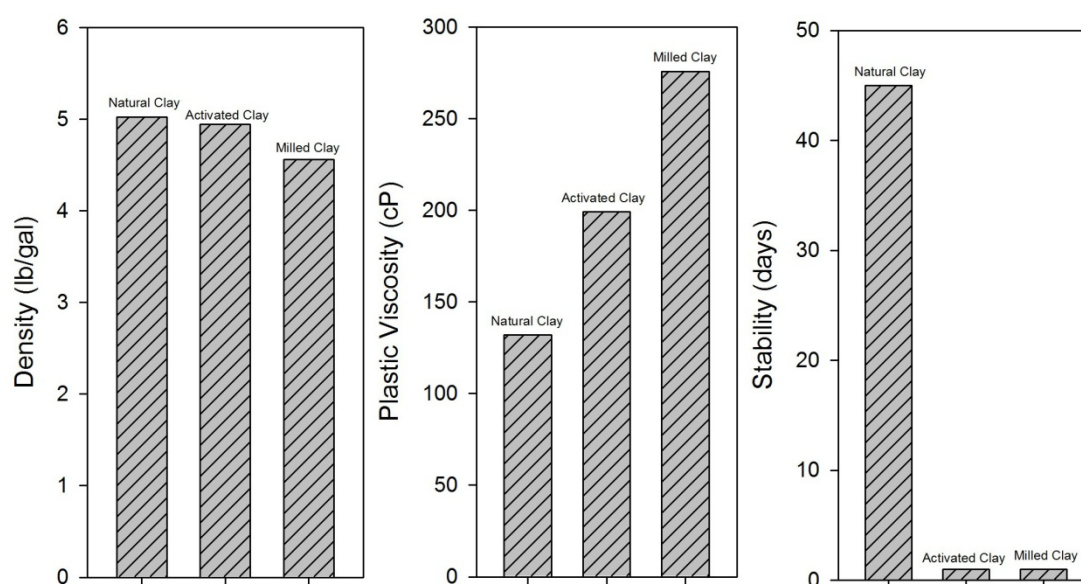 Density (lb/gal)
6
5
4
3
2
1
0
Natural Clay
Activated Clay
Milled Clay
Plastic Viscosity (cP)
300
250
200
150
100
50
0
Natural Clay
Activated Clay
Milled Clay
Stability (days)
50
40
30
20
10
0
Natural Clay
Activated Clay
Milled Clay